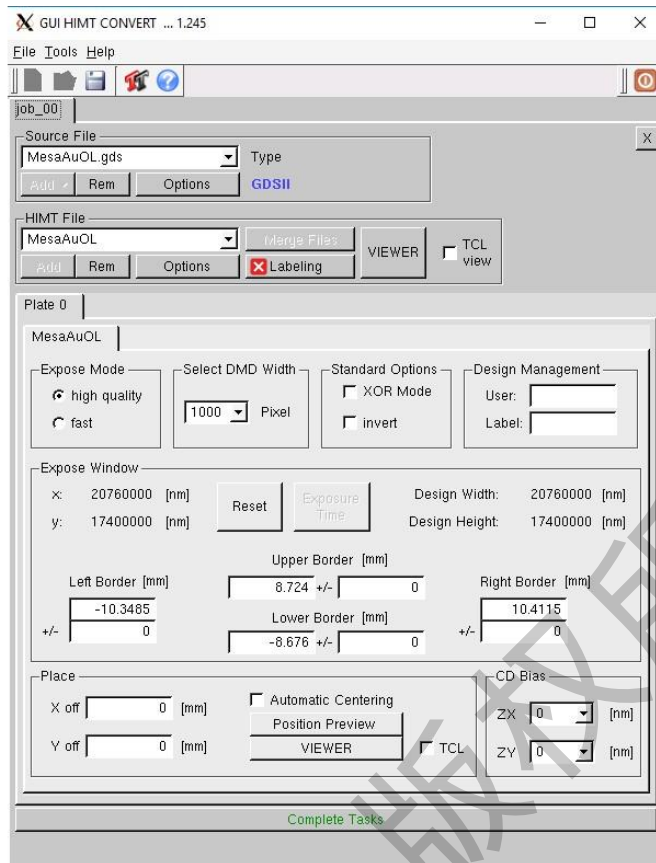 GUI HIMT CONVERT ... 1.245
File Tools Help
job_00
Source File
X
MesaAuOL.gds Type
Add Rem Options GDSII
HIMT File
MesaAuOL Merge Files VIEWER TCL view
Add Rem Options Labeling
Plate 0
MesaAuOL
Expose Mode Select DMD Width Standard Options Design Management
high quality 1000 Pixel XOR Mode User:
fast invert Label:
Expose Window
x: 20760000 [nm] Reset Exposure Time Design Width: 20760000 [nm]
y: 17400000 [nm] Design Height: 17400000 [nm]
Upper Border [mm]
Left Border [mm] 8.724 +/- 0 Right Border [mm]
-10.3485 Lower Border [mm] 10.4115
+/- 0 -8.676 +/- 0 +/- 0
Place CD Bias
X off 0 [mm] Automatic Centering ZX 0 [nm]
Position Preview
Y off 0 [mm] VIEWER TCL ZY 0 [nm]
Complete Tasks
版权所